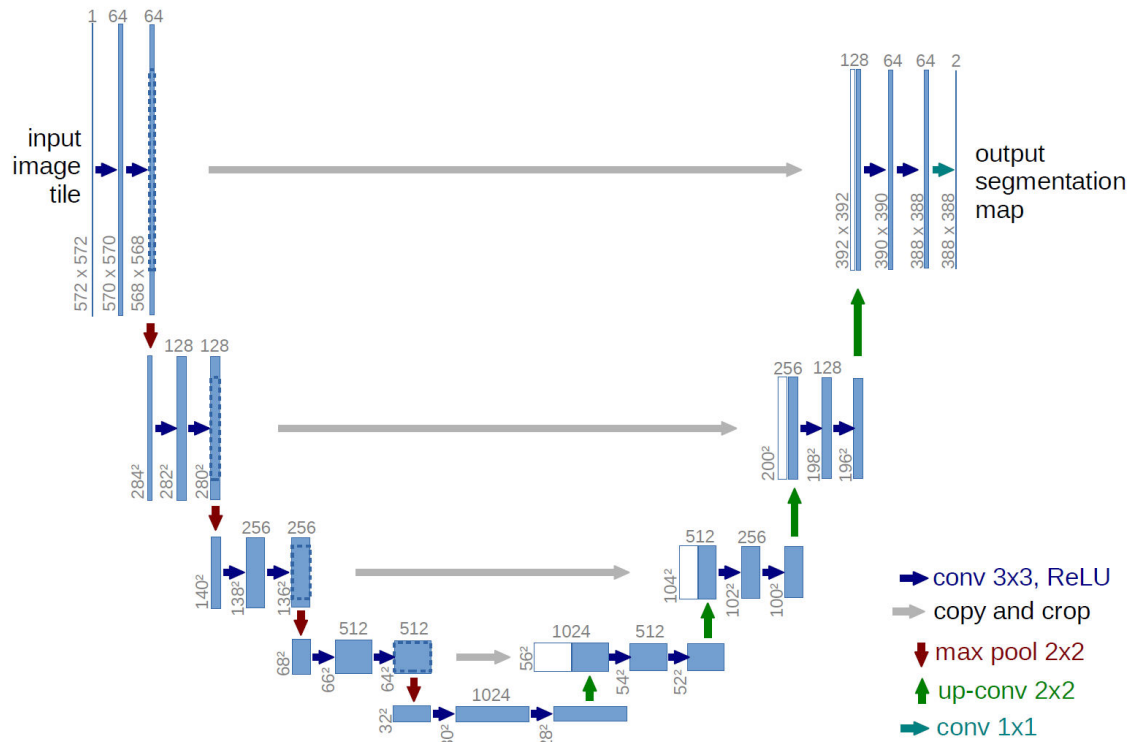 1 64 64
128 64 64 2
input
image
tile
output
segmentation
map
572 x 572
570 x 570
568 x 568
392 x 392
390 x 390
388 x 388
388 x 388
128 128
256 128
284²
282²
280²
200²
198²
196²
256 256
512 256
140²
138²
136²
104²
102²
100²
512 512
1024 512
68²
66²
64²
56²
54²
52²
1024
32²
conv 3x3, ReLU
copy and crop
max pool 2x2
up-conv 2x2
conv 1x1